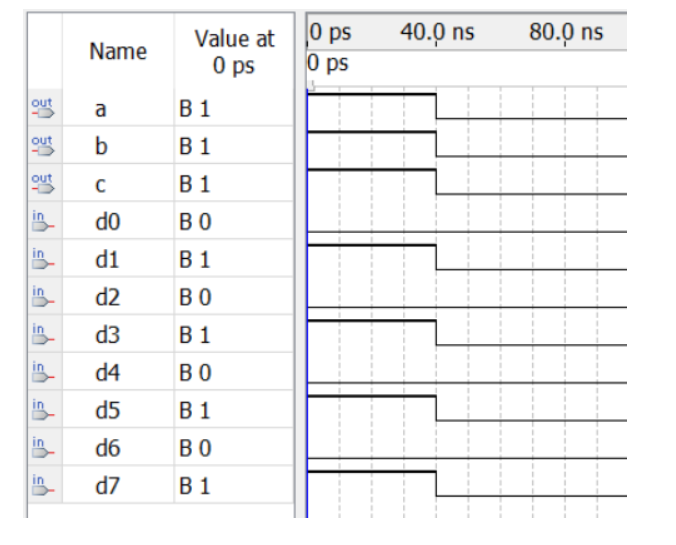 Name Value at 0 ps 0 ps 40.0 ns 80.0 ns
0 ps
out a B 1
out b B 1
out c B 1
in d0 B 0
in d1 B 1
in d2 B 0
in d3 B 1
in d4 B 0
in d5 B 1
in d6 B 0
in d7 B 1